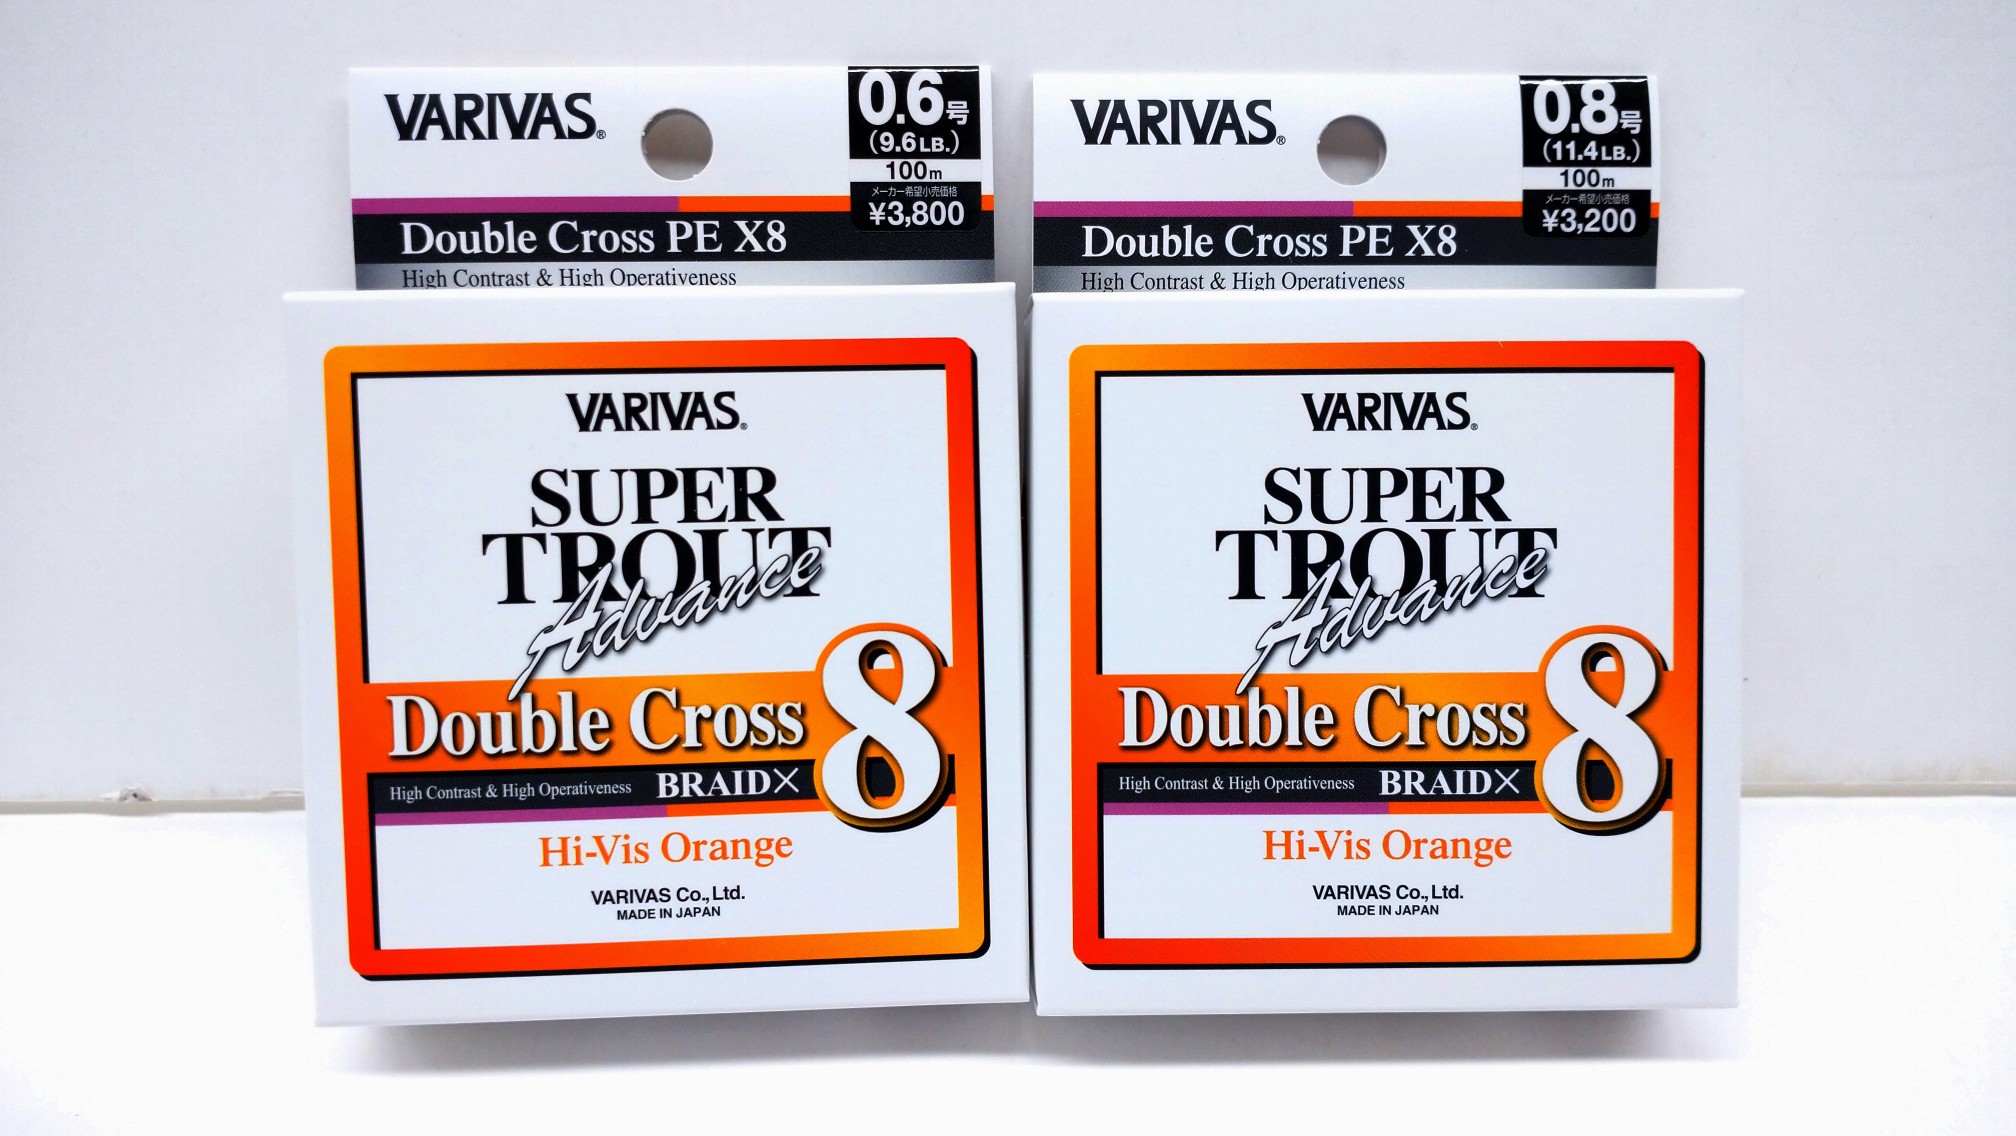 VARIVAS®
0.6号
(9.6LB.)
100m
メーカー希望小売価格
¥3,800
Double Cross PE X8
High Contrast & High Operativeness
VARIVAS®
SUPER
TROUT
Advance
Double Cross 8
High Contrast & High Operativeness BRAID×
Hi-Vis Orange
VARIVAS Co., Ltd.
MADE IN JAPAN
VARIVAS®
0.8号
(11.4LB.)
100m
メーカー希望小売価格
¥3,200
Double Cross PE X8
High Contrast & High Operativeness
VARIVAS®
SUPER
TROUT
Advance
Double Cross 8
High Contrast & High Operativeness BRAID×
Hi-Vis Orange
VARIVAS Co., Ltd.
MADE IN JAPAN